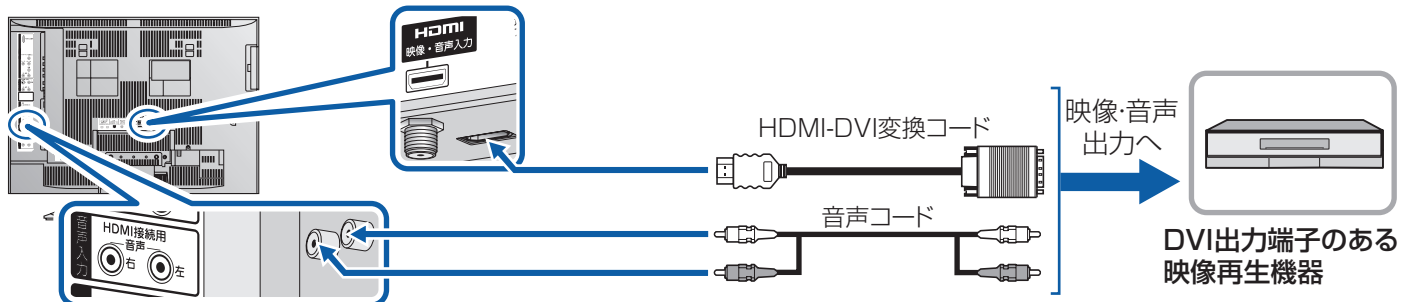 HDMI
映像・音声入力
HDMI-DVI変換コード
映像・音声
出力へ
音声コード
音声入力
HDMI接続用
音声
右
左
DVI出力端子のある
映像再生機器